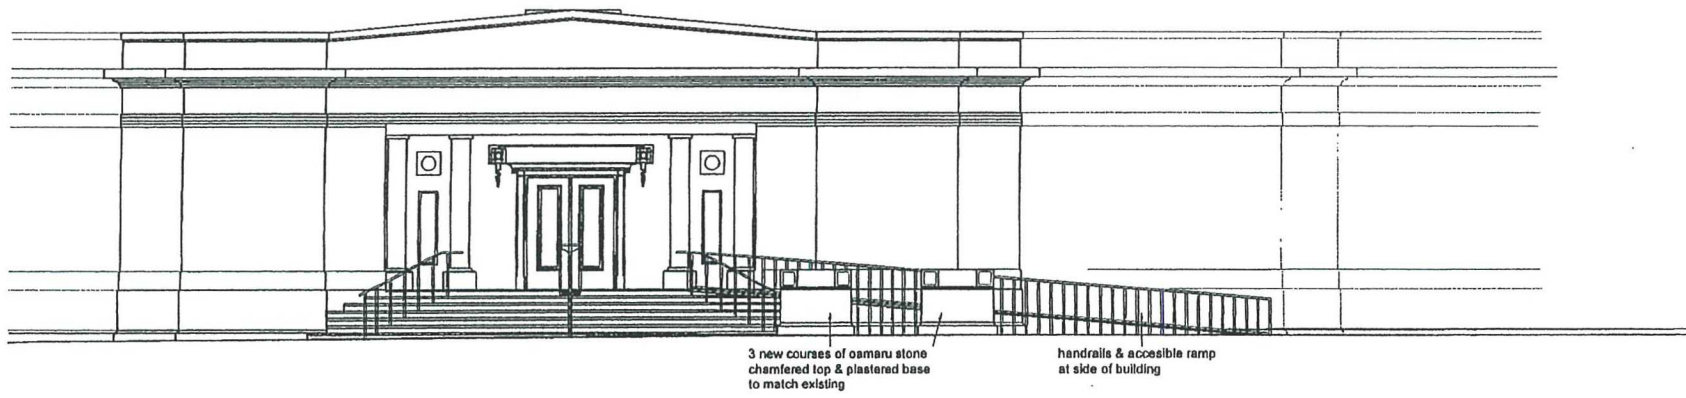 3 new courses of oamaru stone
chamfered top & plastered base
to match existing
handrails & accesible ramp
at side of building